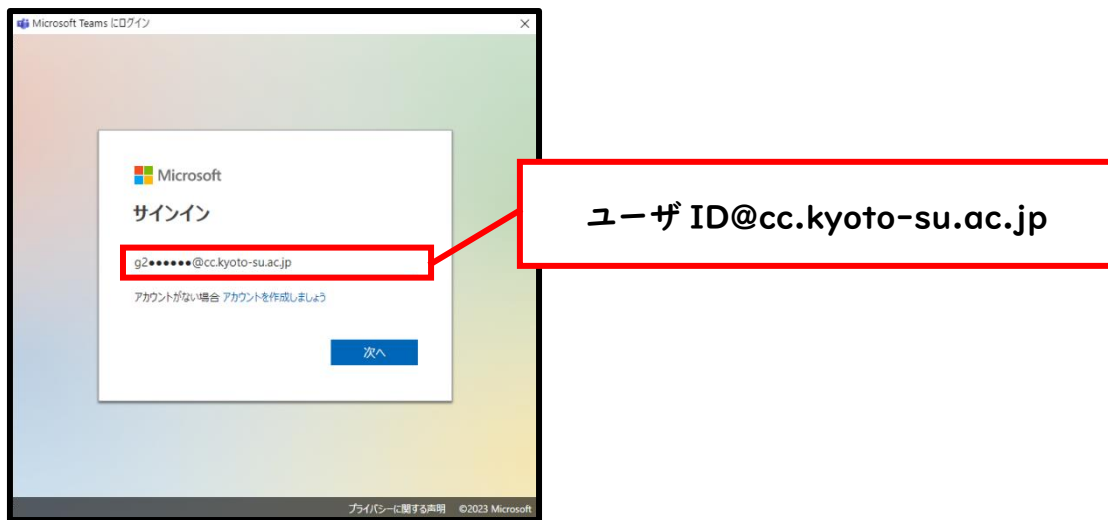 Microsoft Teams にログイン
Microsoft
サインイン
g2●●●●●●@cc.kyoto-su.ac.jp
アカウントがない場合 アカウントを作成しましょう
次へ
ユーザ ID@cc.kyoto-su.ac.jp
プライバシーに関する声明 ©2023 Microsoft